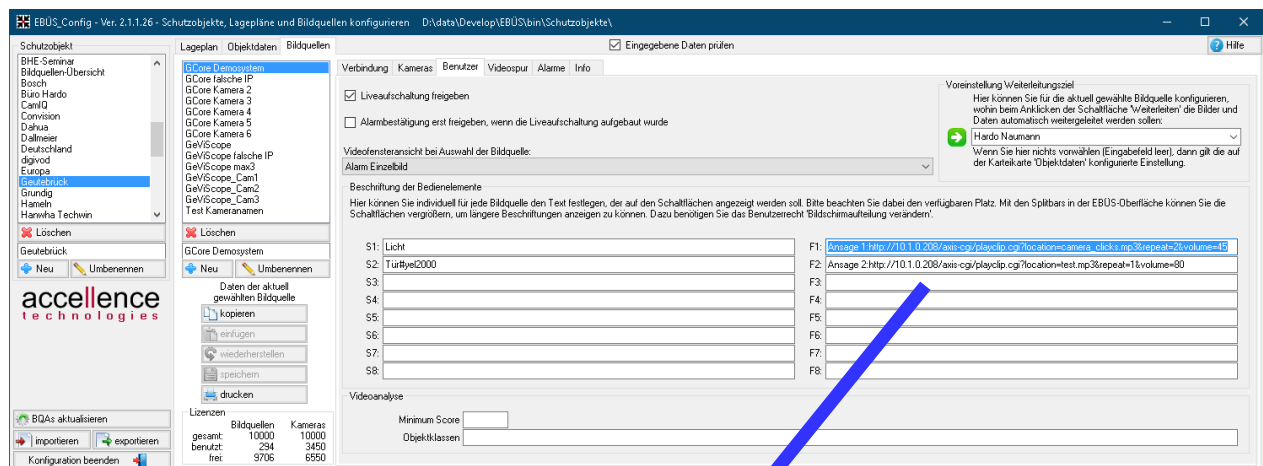 EBÜS_Config - Ver. 2.1.1.26 - Schutzobjekte, Lagepläne und Bildquellen konfigurieren D:\data\Develop\EBÜS\bin\Schutzobjekte\
Schutzobjekt
BHE-Seminar
Bildquellen-Übersicht
Bosch
Büro Hardo
CamIQ
Convision
Dahua
Dallmeier
Deutschland
digivod
Europa
Geutebrück
Grundig
Hameln
Hanwha Techwin
Löschen
Geutebrück
Neu Umbenennen
accellence
technologies
BQAs aktualisieren
importieren exportieren
Konfiguration beenden
Lageplan Objektdaten Bildquellen
GCore Demosystem
GCore falsche IP
GCore Kamera 2
GCore Kamera 3
GCore Kamera 4
GCore Kamera 5
GCore Kamera 6
GeViScope
GeViScope falsche IP
GeViScope max3
GeViScope_Cam1
GeViScope_Cam2
GeViScope_Cam3
Test Kameranamen
Löschen
GCore Demosystem
Neu Umbenennen
Daten der aktuell
gewählten Bildquelle
kopieren
einfügen
wiederherstellen
speichern
drucken
Lizenzen
Bildquellen Kameras
gesamt: 10000 10000
benutzt: 294 3450
frei: 9706 6550
Eingegebene Daten prüfen
Hilfe
Verbindung Kameras Benutzer Videospur Alarme Info
Liveaufschaltung freigeben
Alarmbestätigung erst freigeben, wenn die Liveaufschaltung aufgebaut wurde
Videofensteransicht bei Auswahl der Bildquelle:
Alarm Einzelbild
Voreinstellung Weiterleitungsziel
Hier können Sie für die aktuell gewählte Bildquelle konfigurieren,
wohin beim Anklicken der Schaltfläche 'Weiterleiten' die Bilder und
Daten automatisch weitergeleitet werden sollen:
Hardo Naumann
Wenn Sie hier nichts vorwählen (Eingabefeld leer), dann gilt die auf
der Karteikarte 'Objektdaten' konfigurierte Einstellung.
Beschriftung der Bedienelemente
Hier können Sie individuell für jede Bildquelle den Text festlegen, der auf den Schaltflächen angezeigt werden soll. Bitte beachten Sie dabei den verfügbaren Platz. Mit den Splitbars in der EBÜS-Oberfläche können Sie die
Schaltflächen vergrößern, um längere Beschriftungen anzeigen zu können. Dazu benötigen Sie das Benutzerrecht 'Bildschirmaufteilung verändern'.
S1: Licht
S2: Tür#yel2000
S3:
S4:
S5:
S6:
S7:
S8:
F1: Ansage 1:http://10.1.0.208/axis-cgi/playclip.cgi?location=camera_clicks.mp3&repeat=2&volume=45
F2: Ansage 2:http://10.1.0.208/axis-cgi/playclip.cgi?location=test.mp3&repeat=1&volume=80
F3:
F4:
F5:
F6:
F7:
F8:
Videoanalyse
Minimum Score
Objektklassen